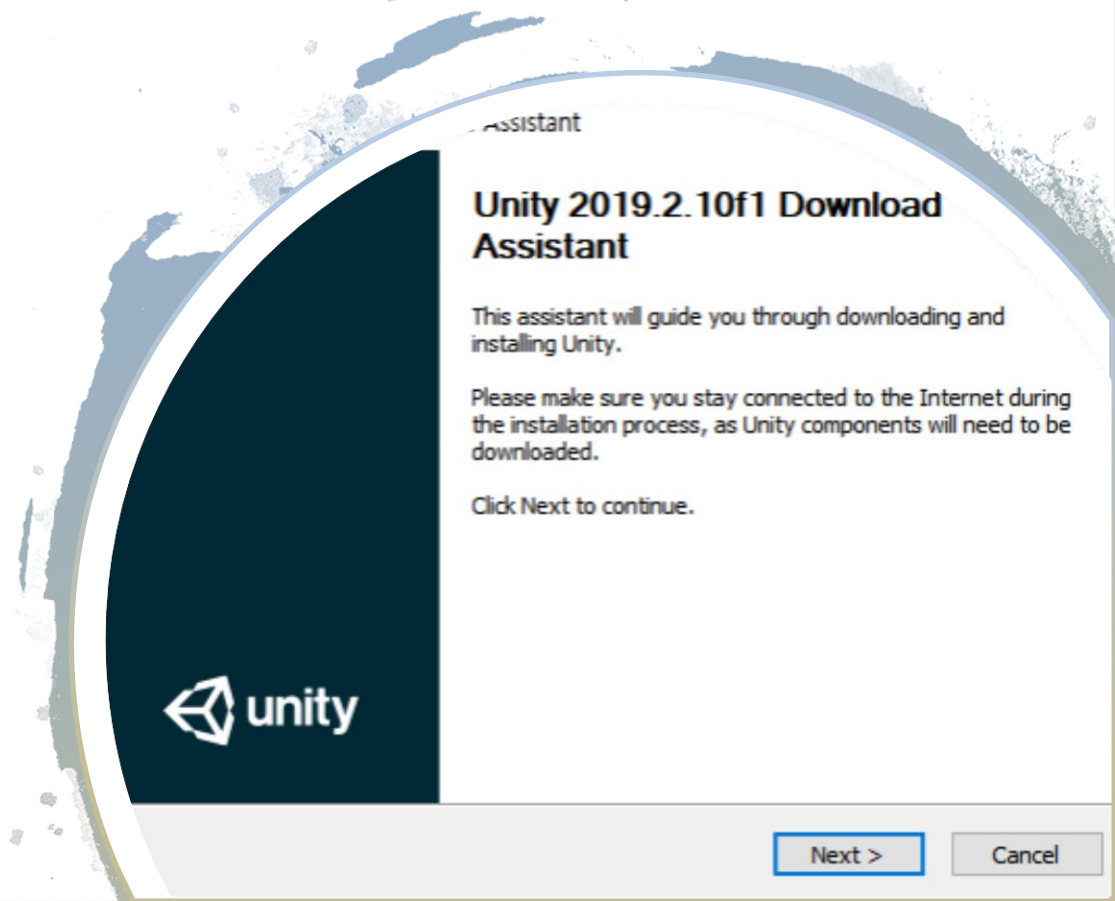 Assistant
Unity 2019.2.10f1 Download
Assistant
This assistant will guide you through downloading and
installing Unity.
Please make sure you stay connected to the Internet during
the installation process, as Unity components will need to be
downloaded.
Click Next to continue.
unity
Next >
Cancel